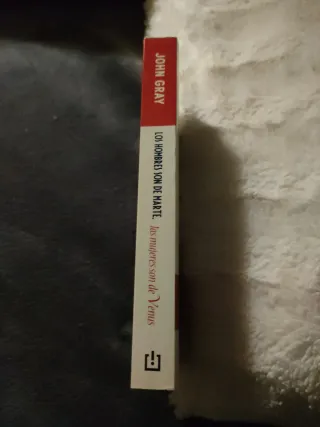 JOHN GRAY
LOS HOMBRES SON DE MARTE, las mujeres son de Venus